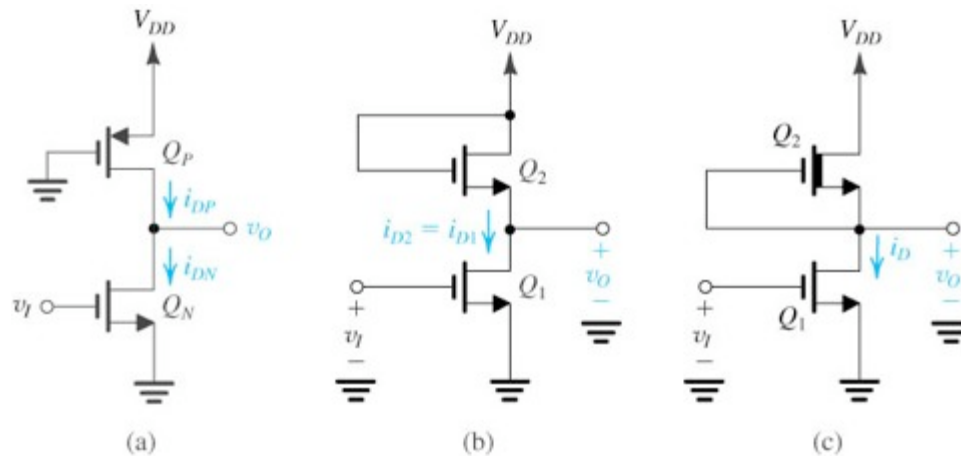 V_DD
Q_P
i_DP
v_O
i_DN
v_I
Q_N
(a)
V_DD
Q_2
i_D2 = i_D1
+
v_O
−
Q_1
+
v_I
−
(b)
V_DD
Q_2
i_D
+
v_O
−
Q_1
+
v_I
−
(c)